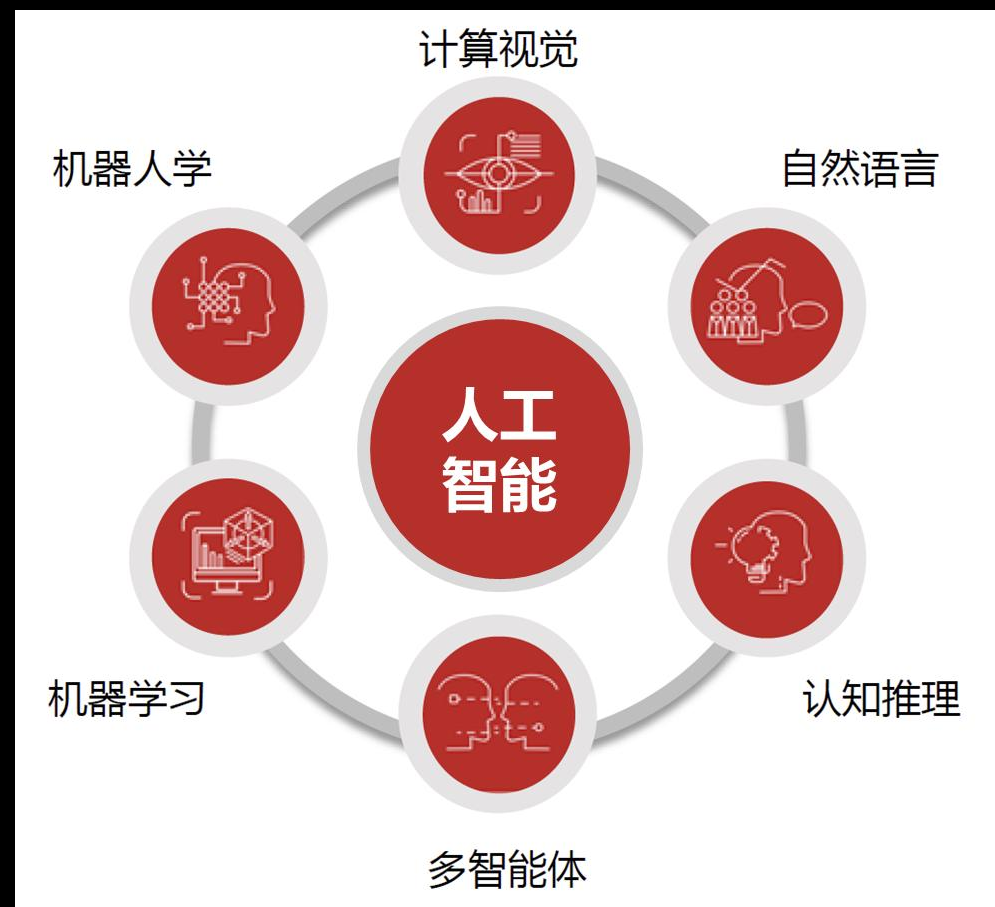 计算视觉
机器人学
自然语言
人工
智能
机器学习
认知推理
多智能体